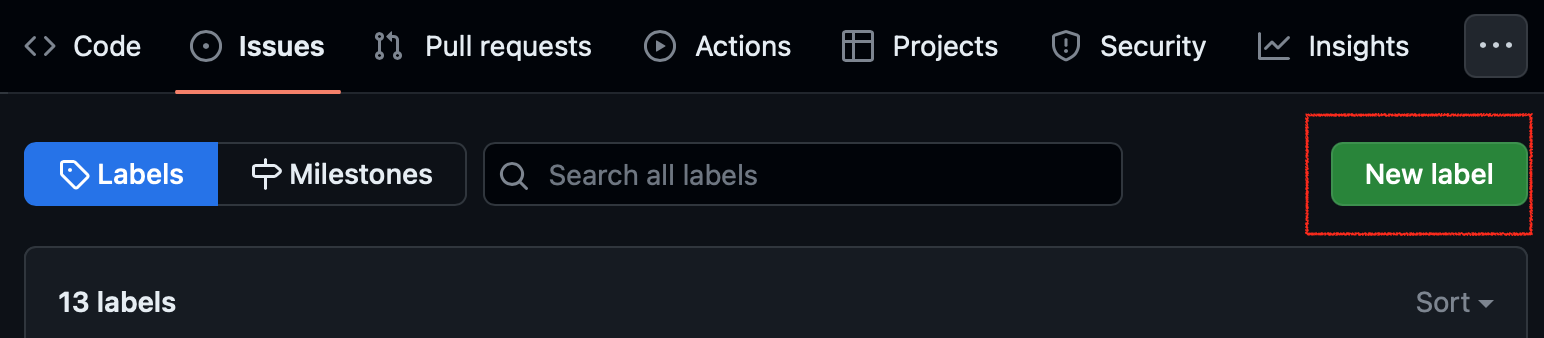 Code Issues Pull requests Actions Projects Security Insights
Labels Milestones Search all labels New label
13 labels Sort